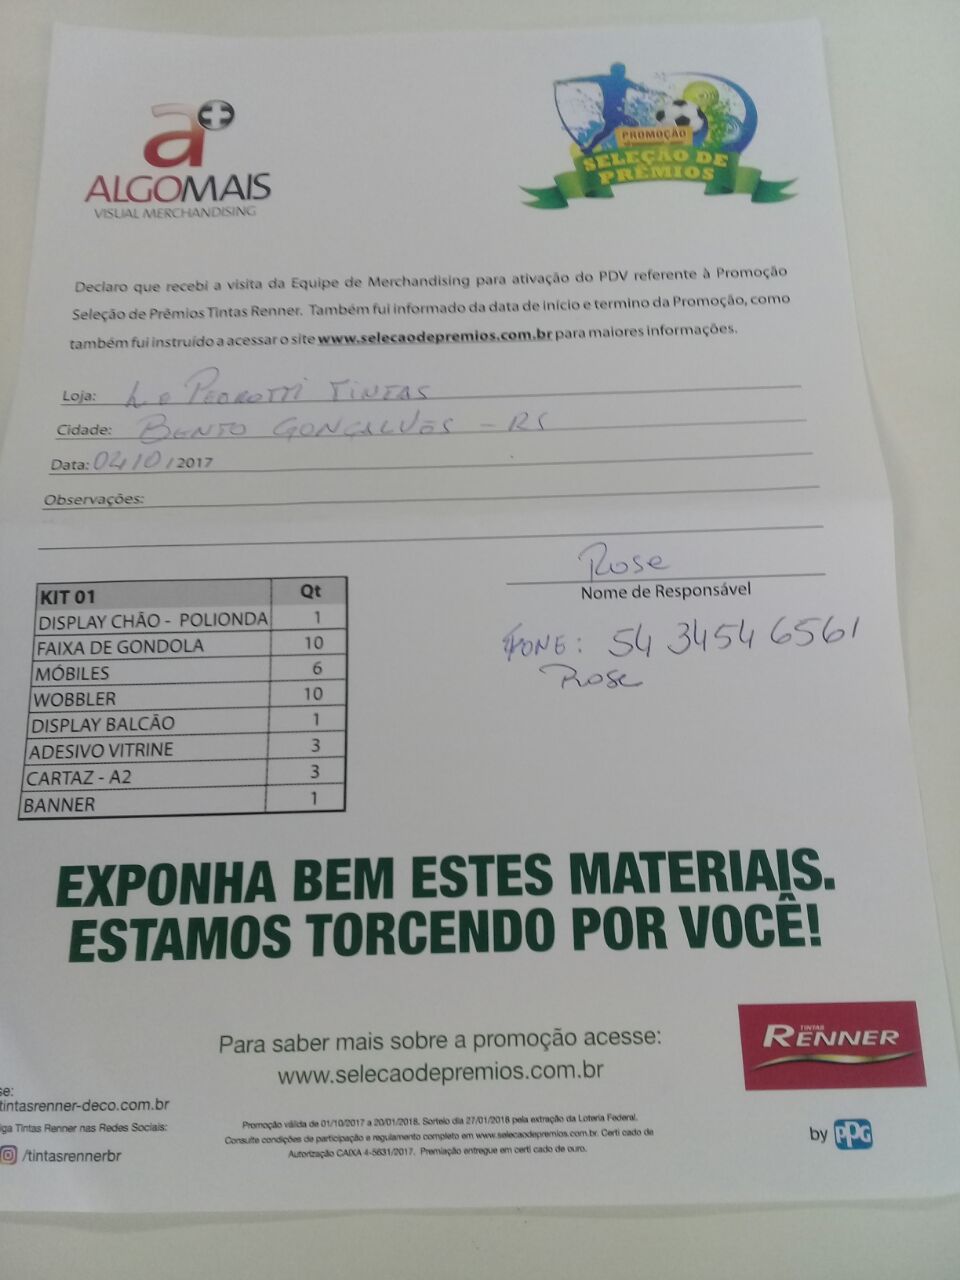 a+
ALGOMAIS
VISUAL MERCHANDISING
PROMOÇÃO
SELEÇÃO DE
PRÊMIOS
Declaro que recebi a visita da Equipe de Merchandising para ativação do PDV referente à Promoção
Seleção de Prêmios Tintas Renner. Também fui informado da data de início e termino da Promoção, como
também fui instruído a acessar o site www.selecaodepremios.com.br para maiores informações.
Loja: Pedrotti Tintas
Cidade: Bento Gonçalves - RS
Data: 04/10/2017
Observações:
Rose
Nome de Responsável
FONE: 54 3454 6561
Rose
KIT 01 Qt
DISPLAY CHÃO - POLIONDA 1
FAIXA DE GONDOLA 10
MÓBILES 6
WOBBLER 10
DISPLAY BALCÃO 1
ADESIVO VITRINE 3
CARTAZ - A2 3
BANNER 1
EXPONHA BEM ESTES MATERIAIS.
ESTAMOS TORCENDO POR VOCÊ!
Para saber mais sobre a promoção acesse:
www.selecaodepremios.com.br
TINTAS
RENNER
by PPG
se:
tintasrenner-deco.com.br
iga Tintas Renner nas Redes Sociais:
/tintasrennerbr
Promoção válida de 01/10/2017 a 20/01/2018. Sorteio dia 27/01/2018 pela extração da Loteria Federal.
Consulte condições de participação e regulamento completo em www.selecaodepremios.com.br. Certi cado de
Autorização CAIXA 4-5631/2017. Premiação entregue em certi cado de ouro.